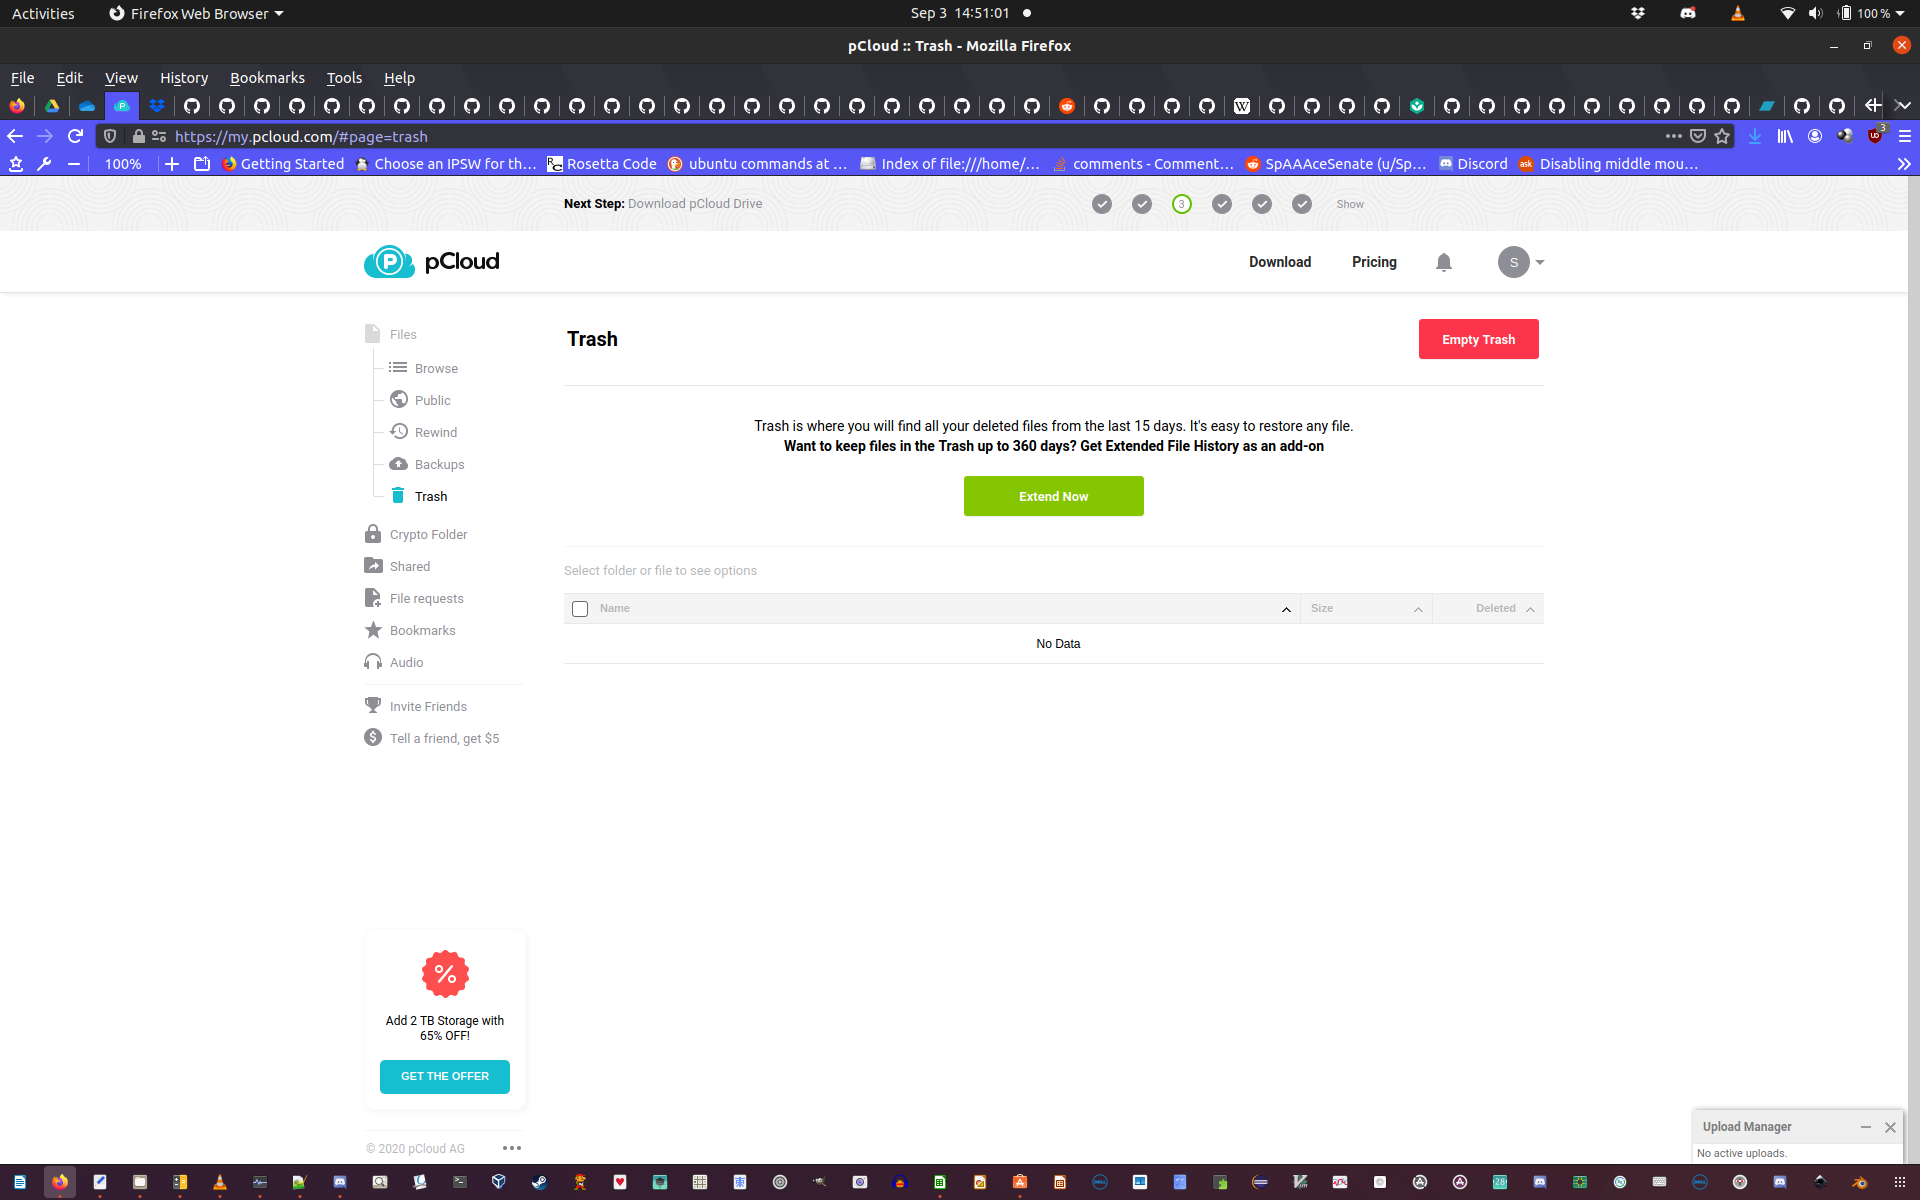 Activities
Firefox Web Browser
Sep 3 14:51:01
100 %
pCloud :: Trash - Mozilla Firefox
File Edit View History Bookmarks Tools Help
https://my.pcloud.com/#page=trash
3
100%
Getting Started
Choose an IPSW for th…
Rosetta Code
ubuntu commands at …
Index of file:///home/…
comments - Comment…
SpAAAceSenate (u/Sp…
Discord
Disabling middle mou…
Next Step: Download pCloud Drive
3
Show
pCloud
Download
Pricing
S
Files
Browse
Public
Rewind
Backups
Trash
Crypto Folder
Shared
File requests
Bookmarks
Audio
Invite Friends
Tell a friend, get $5
Trash
Empty Trash
Trash is where you will find all your deleted files from the last 15 days. It's easy to restore any file.
Want to keep files in the Trash up to 360 days? Get Extended File History as an add-on
Extend Now
Select folder or file to see options
Name
Size
Deleted
No Data
Add 2 TB Storage with
65% OFF!
GET THE OFFER
© 2020 pCloud AG
Upload Manager
No active uploads.